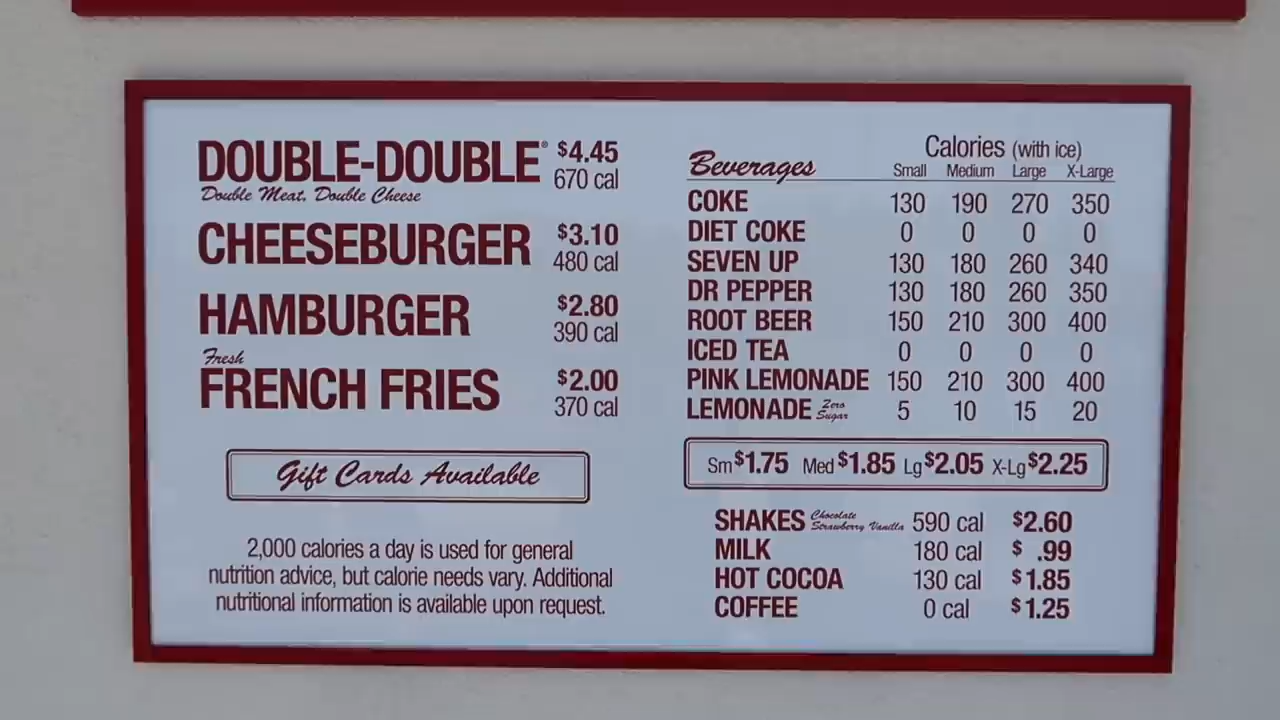 DOUBLE-DOUBLE® $4.45
Double Meat, Double Cheese 670 cal
CHEESEBURGER $3.10
480 cal
HAMBURGER $2.80
390 cal
Fresh
FRENCH FRIES $2.00
370 cal
Gift Cards Available
2,000 calories a day is used for general
nutrition advice, but calorie needs vary. Additional
nutritional information is available upon request.
Calories (with ice)
Beverages Small Medium Large X-Large
COKE 130 190 270 350
DIET COKE 0 0 0 0
SEVEN UP 130 180 260 340
DR PEPPER 130 180 260 350
ROOT BEER 150 210 300 400
ICED TEA 0 0 0 0
PINK LEMONADE 150 210 300 400
LEMONADE Zero Sugar 5 10 15 20
Sm $1.75 Med $1.85 Lg $2.05 X-Lg $2.25
SHAKES Chocolate Strawberry Vanilla 590 cal $2.60
MILK 180 cal $ .99
HOT COCOA 130 cal $1.85
COFFEE 0 cal $1.25